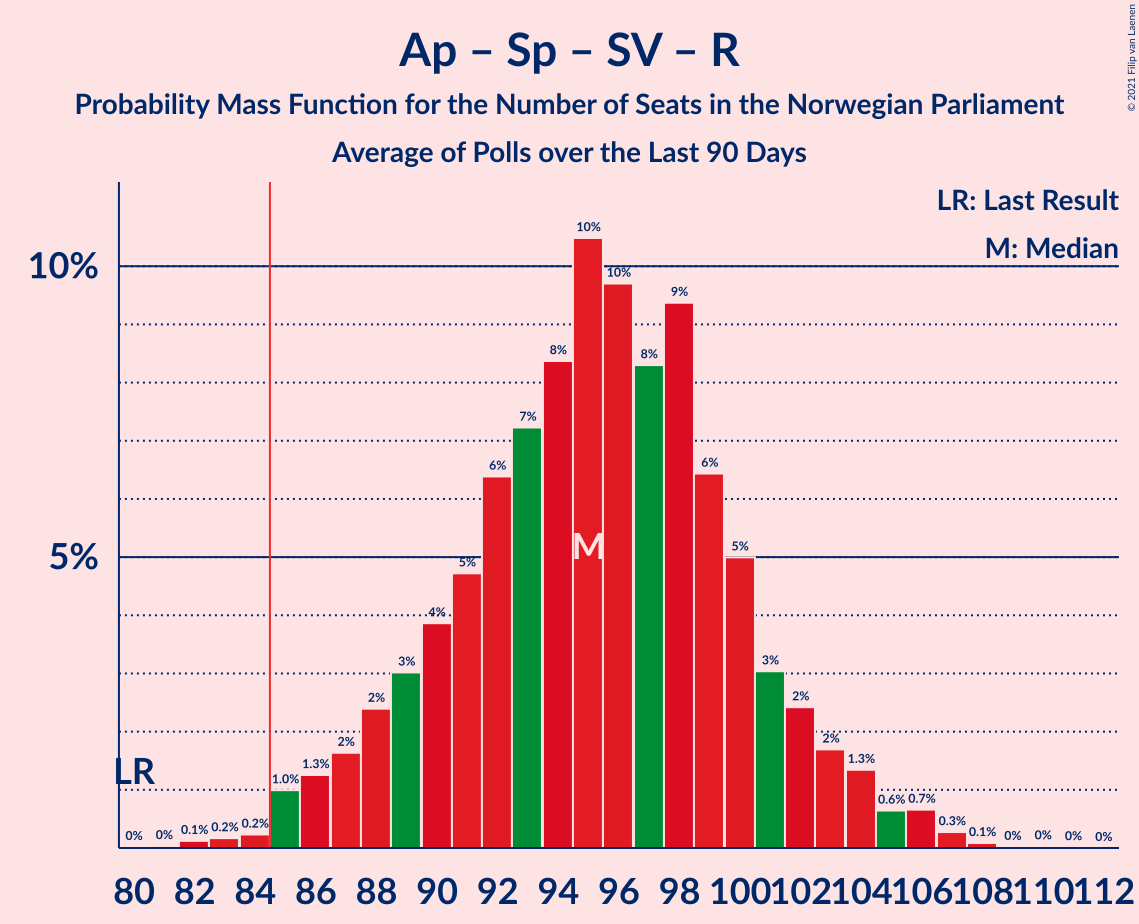 Ap – Sp – SV – R
Probability Mass Function for the Number of Seats in the Norwegian Parliament
Average of Polls over the Last 90 Days
© 2021 Filip van Laenen
LR: Last Result
M: Median
10%
5%
LR
M
0% 0% 0.1% 0.2% 0.2% 1.0% 1.3% 2% 2% 3% 4% 5% 6% 7% 8% 10% 10% 8% 9% 6% 5% 3% 2% 2% 1.3% 0.6% 0.7% 0.3% 0.1% 0% 0% 0% 0%
80 82 84 86 88 90 92 94 96 98 100 102 104 106 108 110 112